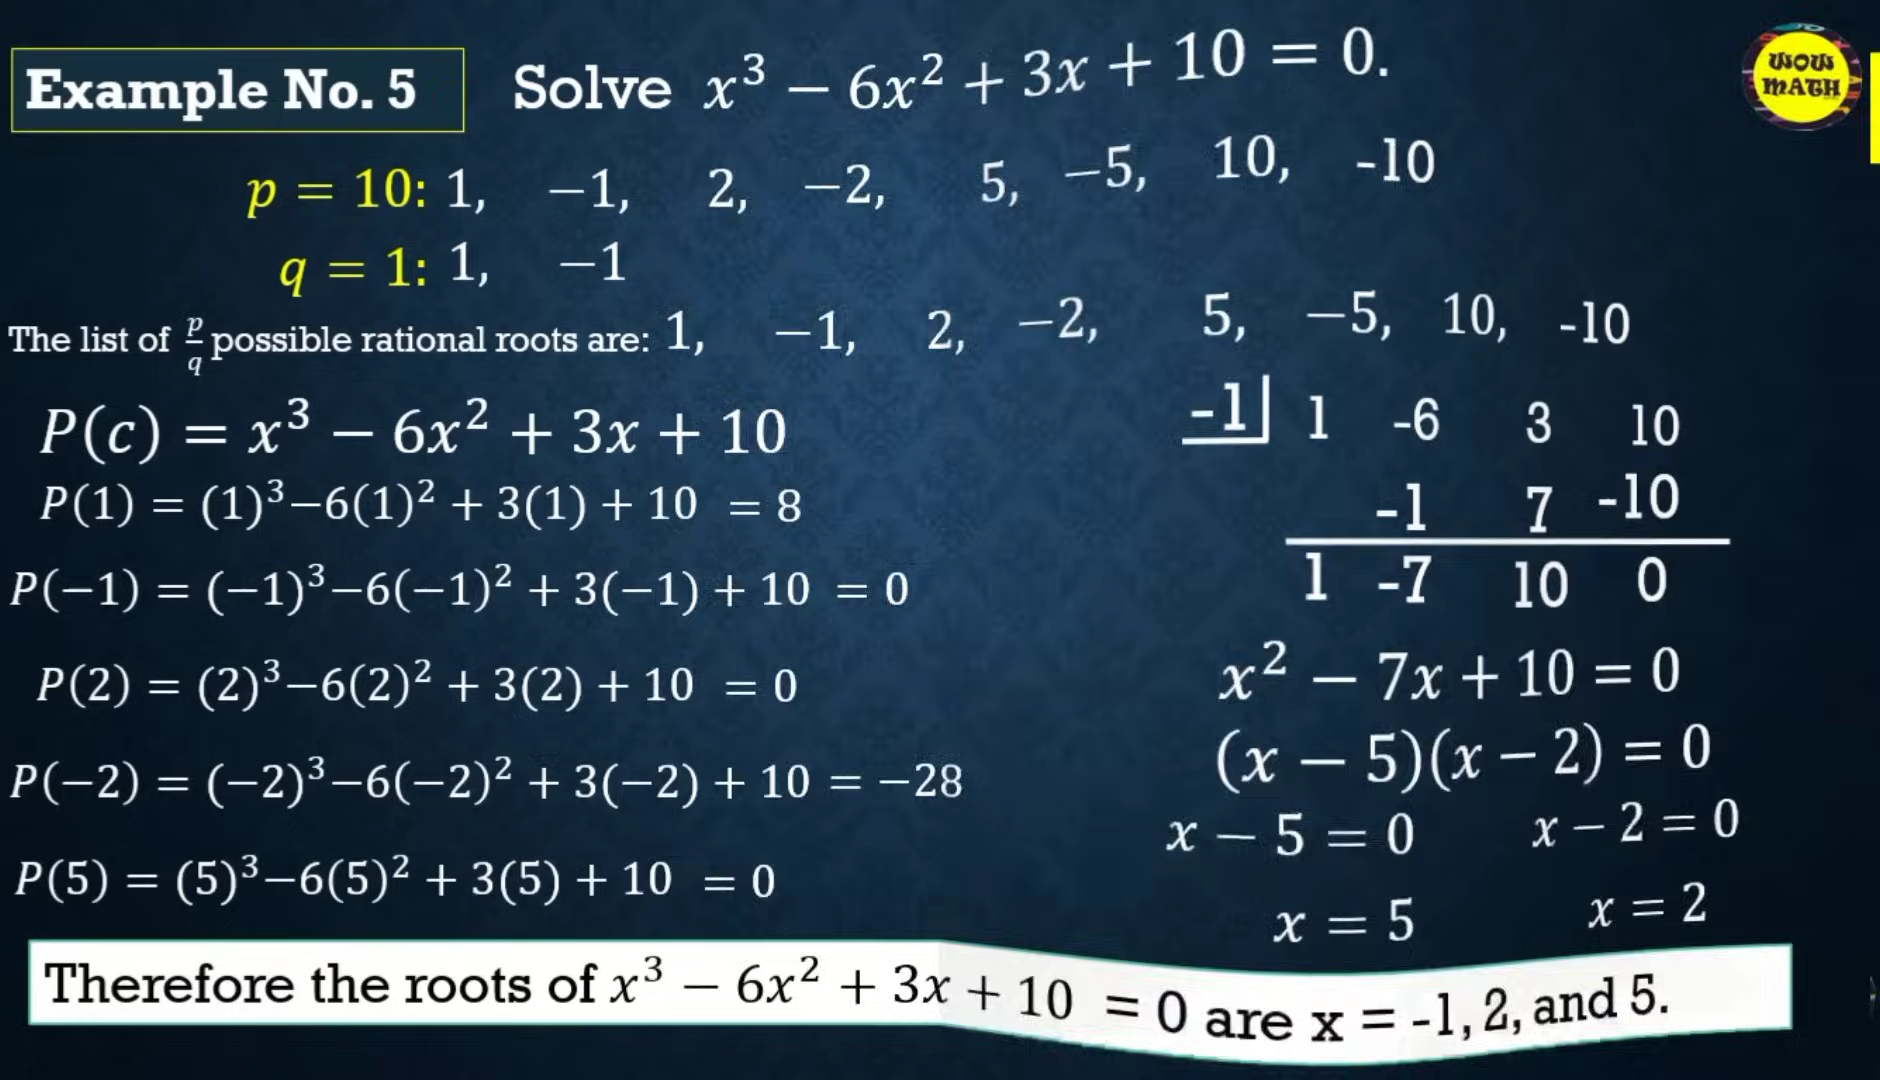 Example No. 5 Solve x³ − 6x² + 3x + 10 = 0.
WOW
MATH
p = 10: 1, −1, 2, −2, 5, −5, 10, -10
q = 1: 1, −1
The list of p/q possible rational roots are: 1, −1, 2, −2, 5, −5, 10, -10
P(c) = x³ − 6x² + 3x + 10
P(1) = (1)³−6(1)² + 3(1) + 10 = 8
P(−1) = (−1)³−6(−1)² + 3(−1) + 10 = 0
P(2) = (2)³−6(2)² + 3(2) + 10 = 0
P(−2) = (−2)³−6(−2)² + 3(−2) + 10 = −28
P(5) = (5)³−6(5)² + 3(5) + 10 = 0
-1| 1 -6 3 10
-1 7 -10
1 -7 10 0
x² − 7x + 10 = 0
(x − 5)(x − 2) = 0
x − 5 = 0 x − 2 = 0
x = 5 x = 2
Therefore the roots of x³ − 6x² + 3x + 10 = 0 are x = -1, 2, and 5.